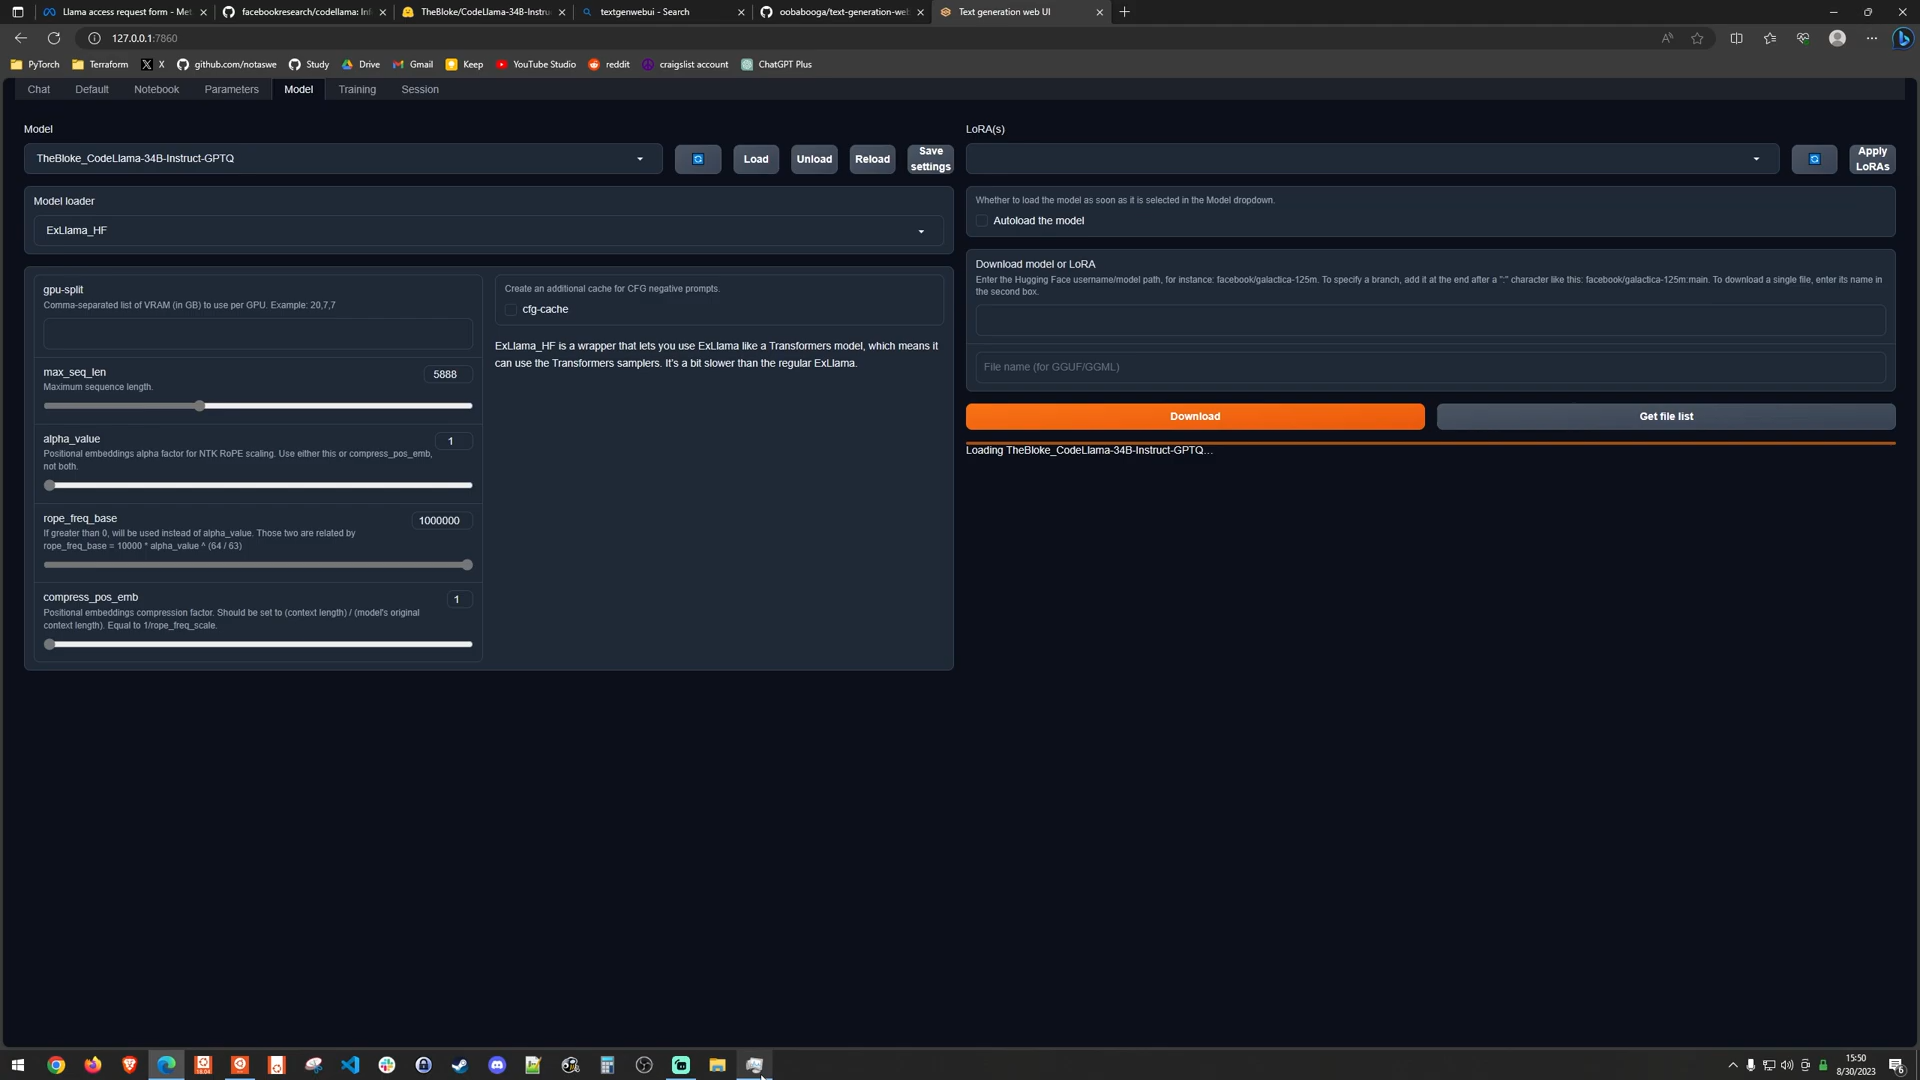 Llama access request form - Met
facebookresearch/codellama: Inf
TheBloke/CodeLlama-34B-Instru
textgenwebui - Search
oobabooga/text-generation-web
Text generation web UI
127.0.0.1:7860
PyTorch
Terraform
X
github.com/notaswe
Study
Drive
Gmail
Keep
YouTube Studio
reddit
craigslist account
ChatGPT Plus
Chat
Default
Notebook
Parameters
Model
Training
Session
Model
TheBloke_CodeLlama-34B-Instruct-GPTQ
Load
Unload
Reload
Save
settings
Model loader
ExLlama_HF
gpu-split
Comma-separated list of VRAM (in GB) to use per GPU. Example: 20,7,7
max_seq_len
5888
Maximum sequence length.
alpha_value
1
Positional embeddings alpha factor for NTK RoPE scaling. Use either this or compress_pos_emb,
not both.
rope_freq_base
1000000
If greater than 0, will be used instead of alpha_value. Those two are related by
rope_freq_base = 10000 * alpha_value ^ (64 / 63)
compress_pos_emb
1
Positional embeddings compression factor. Should be set to (context length) / (model's original
context length). Equal to 1/rope_freq_scale.
Create an additional cache for CFG negative prompts.
cfg-cache
ExLlama_HF is a wrapper that lets you use ExLlama like a Transformers model, which means it
can use the Transformers samplers. It's a bit slower than the regular ExLlama.
LoRA(s)
Apply
LoRAs
Whether to load the model as soon as it is selected in the Model dropdown.
Autoload the model
Download model or LoRA
Enter the Hugging Face username/model path, for instance: facebook/galactica-125m. To specify a branch, add it at the end after a ":" character like this: facebook/galactica-125m:main. To download a single file, enter its name in
the second box.
File name (for GGUF/GGML)
Download
Get file list
Loading TheBloke_CodeLlama-34B-Instruct-GPTQ...
18.04
15:50
8/30/2023
6